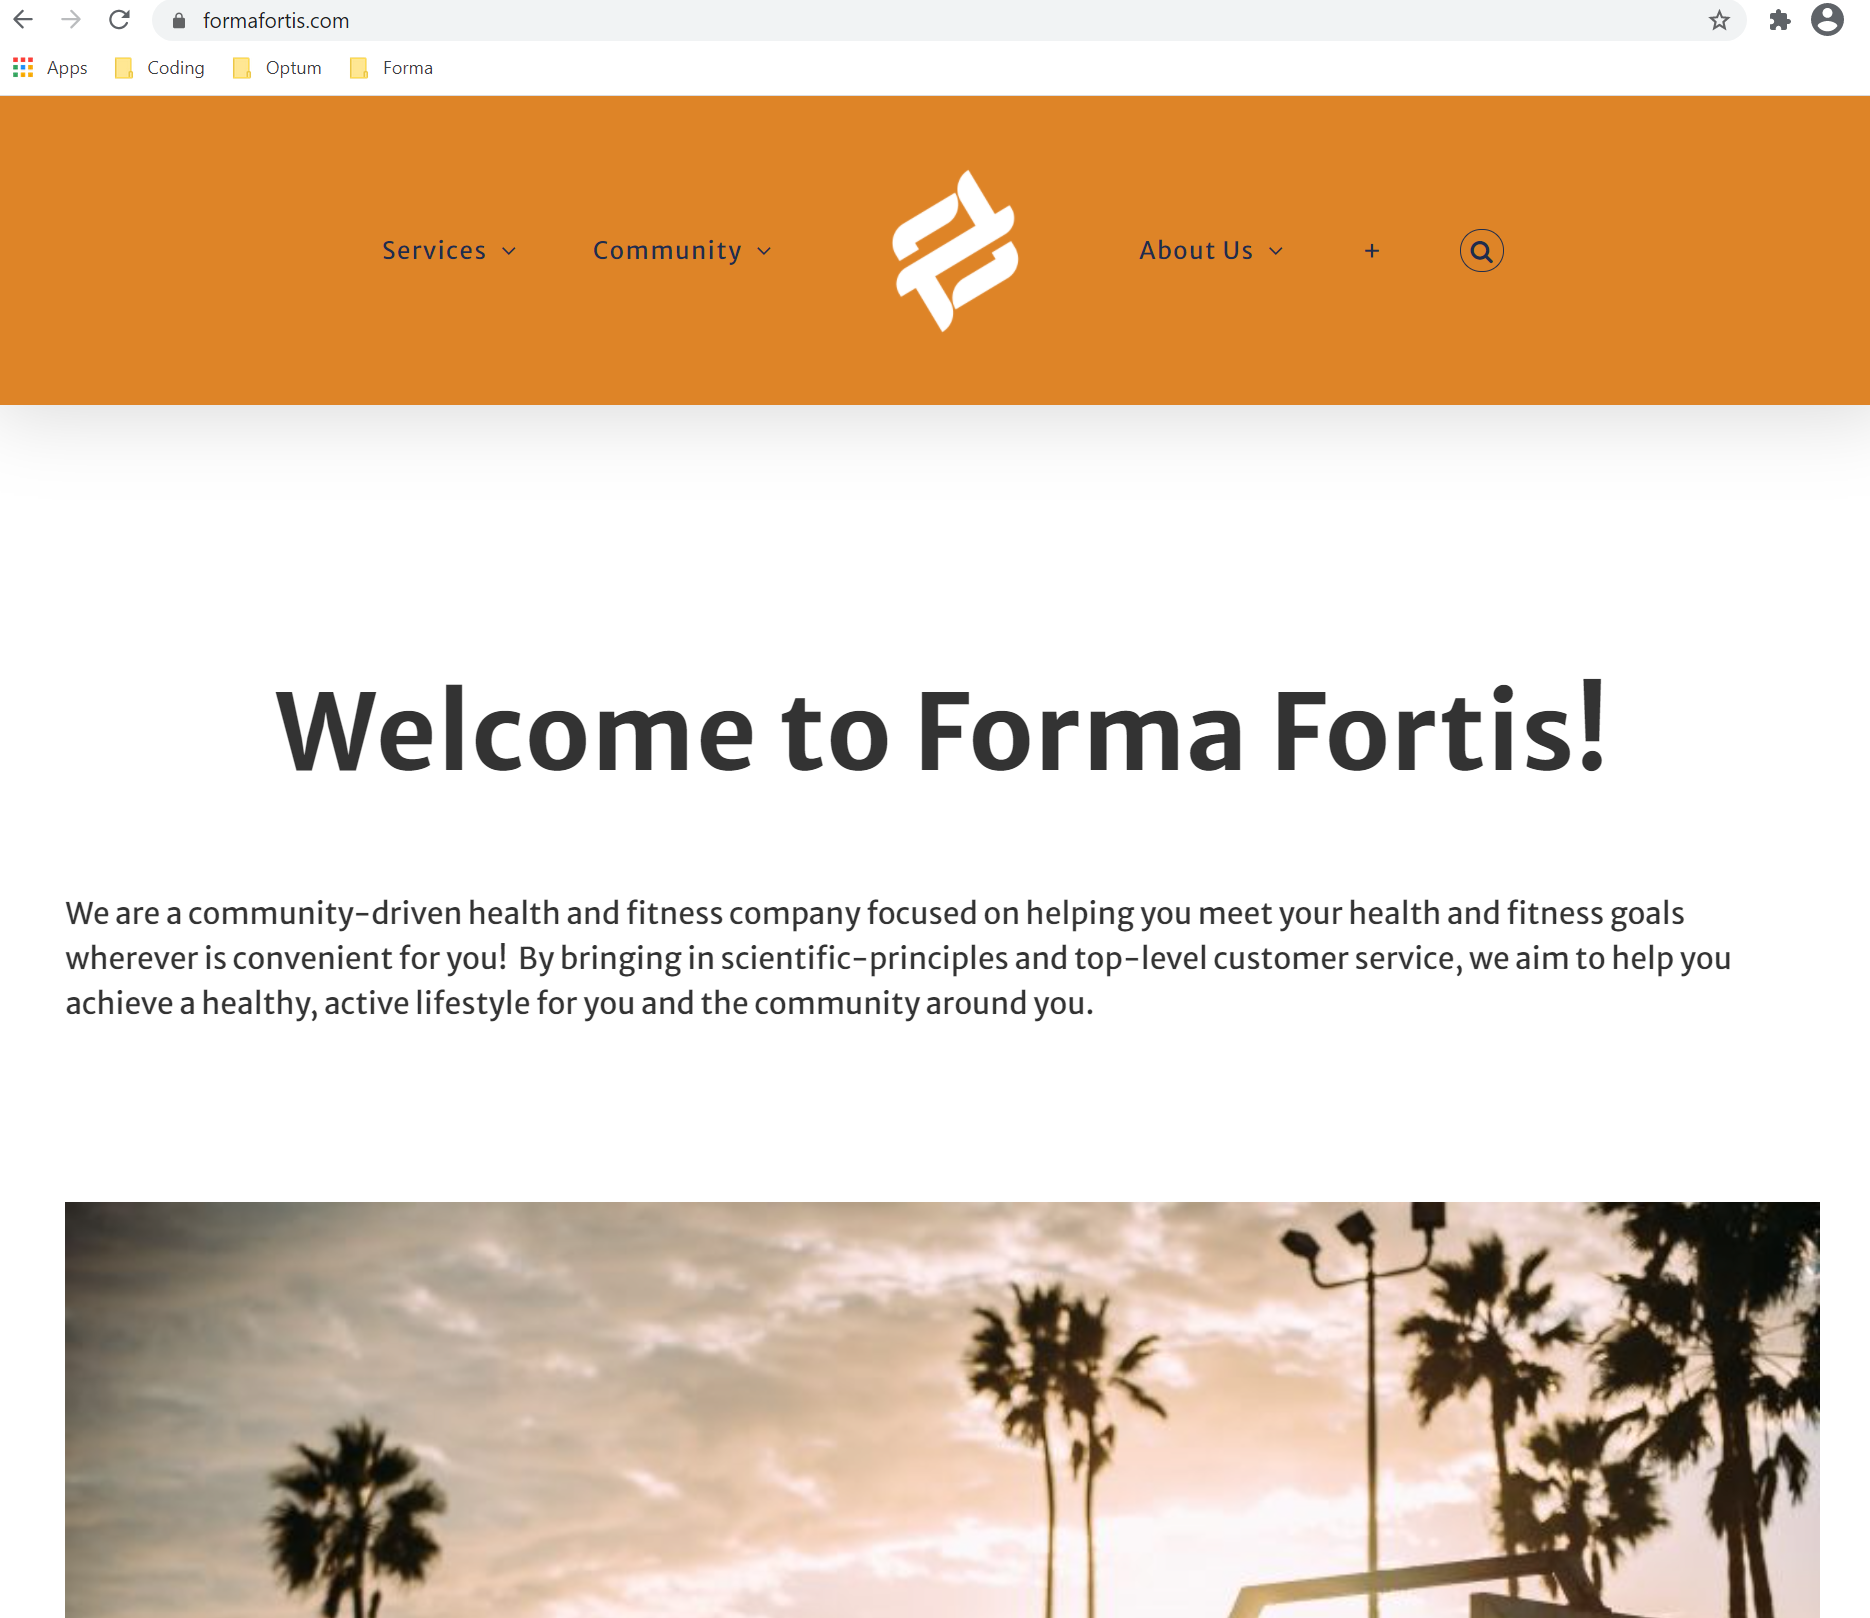 formafortis.com
Apps Coding Optum Forma
Services Community About Us +
Welcome to Forma Fortis!
We are a community-driven health and fitness company focused on helping you meet your health and fitness goals
wherever is convenient for you! By bringing in scientific-principles and top-level customer service, we aim to help you
achieve a healthy, active lifestyle for you and the community around you.